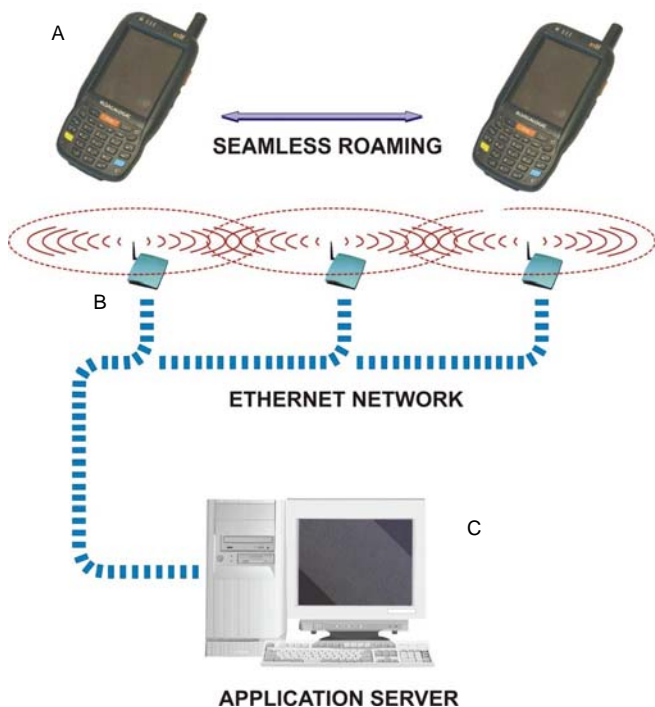 A
SEAMLESS ROAMING
B
ETHERNET NETWORK
C
APPLICATION SERVER